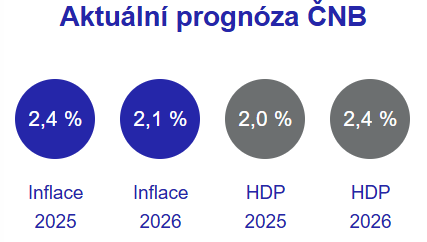 Aktuální prognóza ČNB
2,4 % 2,1 % 2,0 % 2,4 %
Inflace Inflace HDP HDP
2025 2026 2025 2026